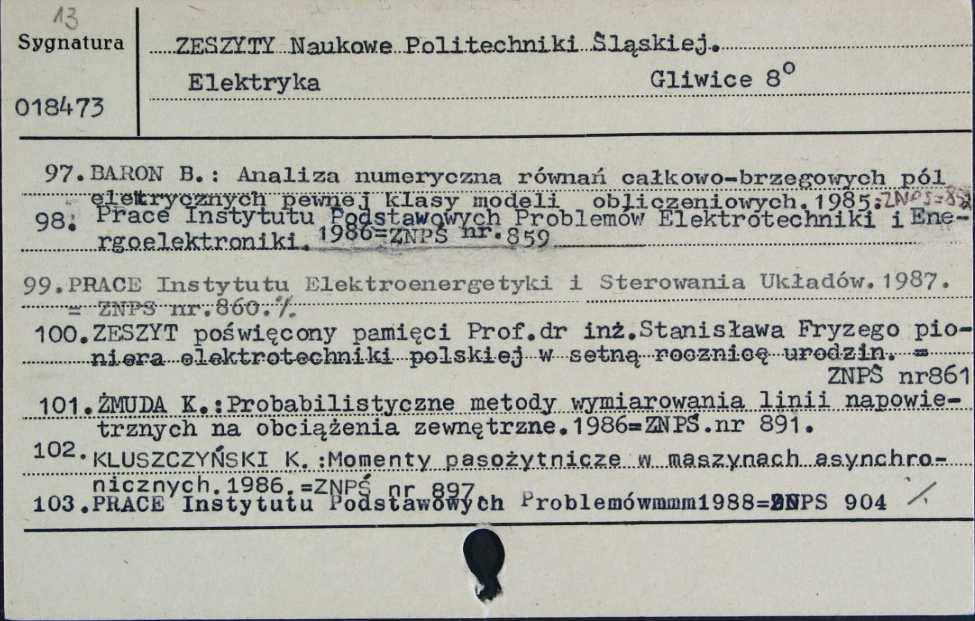 13
Sygnatura
ZESZYTY Naukowe Politechniki Śląskiej.
Elektryka Gliwice 8°
018473
97. BARON B.: Analiza numeryczna równań całkowo-brzegowych pól
elektrycznych pewnej klasy modeli obliczeniowych. 1985. ZNPS=
98. Prace Instytutu Podstawowych Problemów Elektrotechniki i Ene-
rgoelektroniki. 1986=ZNPŚ nr. 859
99. PRACE Instytutu Elektroenergetyki i Sterowania Układów. 1987.
= ZNPS nr. 860. %.
100. ZESZYT poświęcony pamięci Prof.dr inż.Stanisława Fryzego pio-
niera elektrotechniki polskiej w setną rocznicę urodzin. =
ZNPŚ nr861
101. ŻMUDA K.:Probabilistyczne metody wymiarowania linii napowie-
trznych na obciążenia zewnętrzne.1986=ZNPŚ.nr 891.
102. KLUSZCZYŃSKI K.:Momenty pasożytnicze w maszynach asynchro-
nicznych.1986.=ZNPŚ nr 897.
103. PRACE Instytutu Podstawowych Problemówmmm1988=ZNPS 904 %